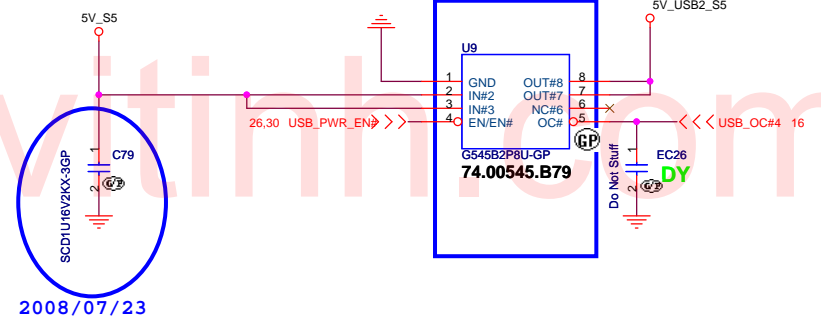 5V_S5
5V_USB2_S5
U9
1 GND OUT#8 8
2 IN#2 OUT#7 7
3 IN#3 NC#6 6
4 EN/EN# OC# 5
26,30 USB_PWR_EN#
USB_OC#4 16
GP
G545B2P8U-GP
74.00545.B79
SCD1U16V2KX-3GP
1
C79
2
GP
Do Not Stuff
1
EC26
2
GP
DY
2008/07/23
vitinh.com